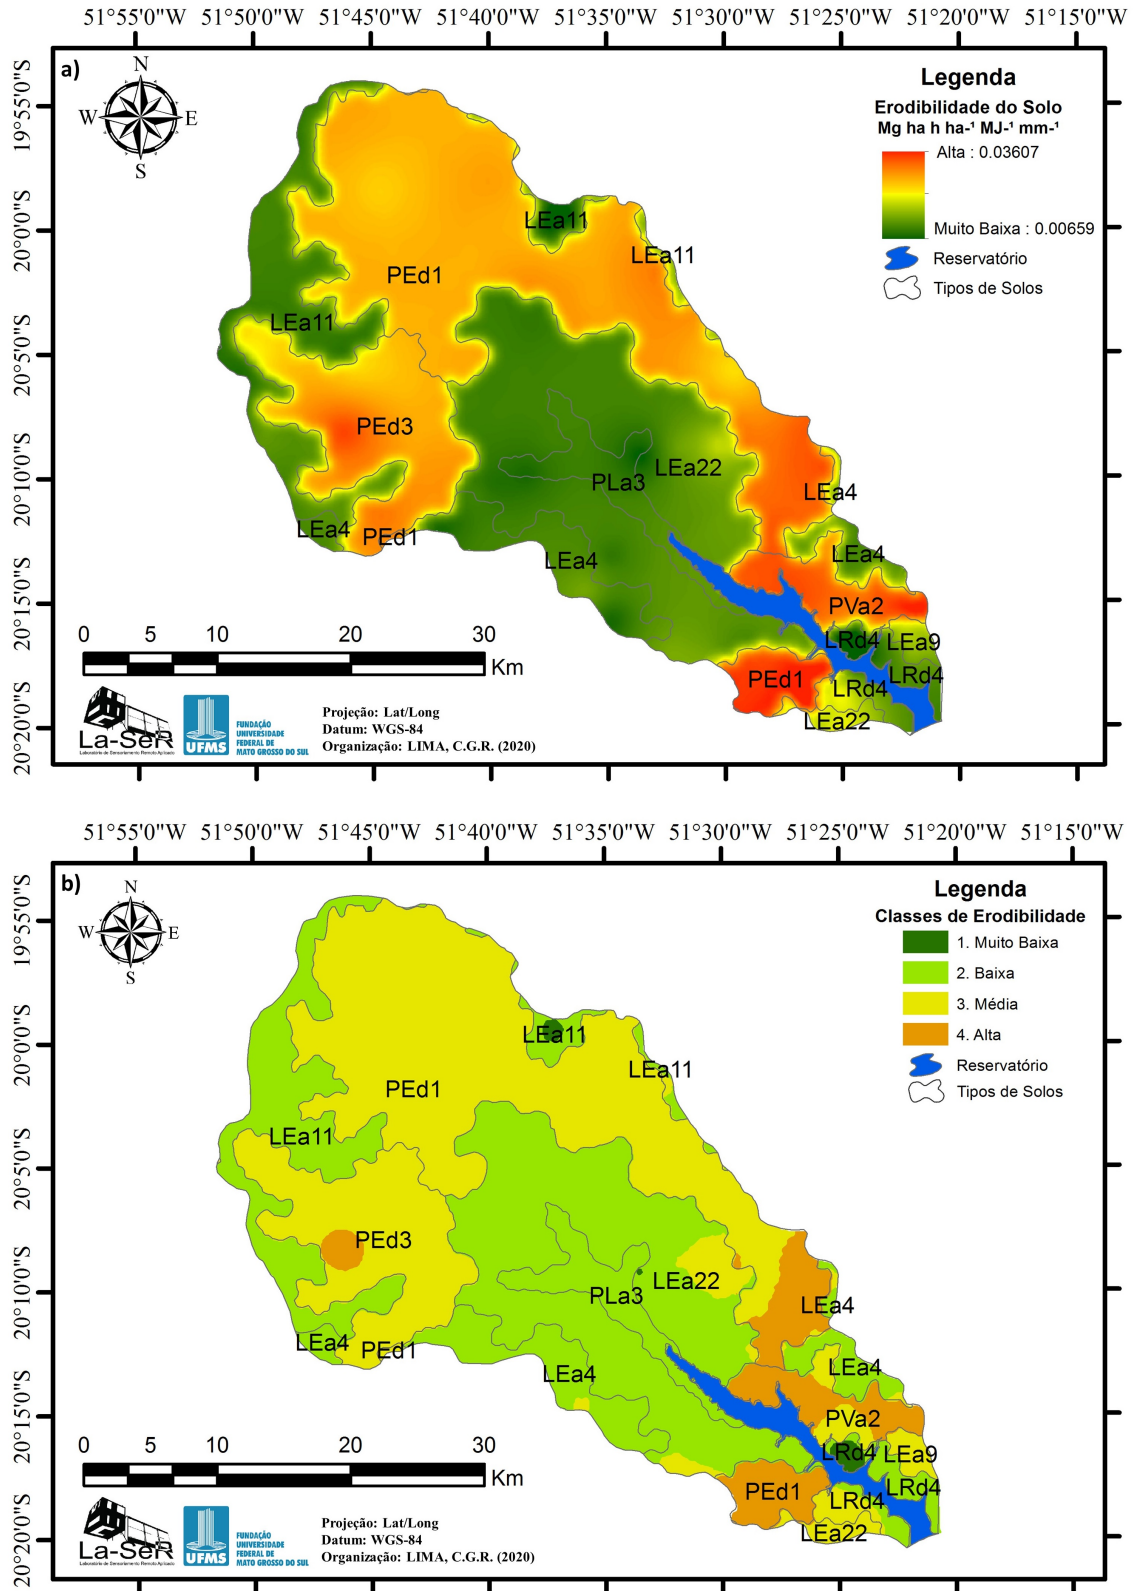 51°55'0"W 51°50'0"W 51°45'0"W 51°40'0"W 51°35'0"W 51°30'0"W 51°25'0"W 51°20'0"W 51°15'0"W
a)
N
W E
S
19°55'0"S
20°0'0"S
20°5'0"S
20°10'0"S
20°15'0"S
20°20'0"S
Legenda
Erodibilidade do Solo
Mg ha h ha-¹ MJ-¹ mm-¹
Alta : 0.03607
Muito Baixa : 0.00659
Reservatório
Tipos de Solos
LEa11
LEa11
PEd1
LEa11
PEd3
LEa22
PLa3
LEa4
LEa4
PEd1
LEa4
LEa4
PVa2
LRd4 LEa9
PEd1
LRd4
LRd4
LEa22
0 5 10 20 30
Km
La-SeR
Laboratório de Sensoriamento Remoto Aplicado
UFMS
FUNDAÇÃO
UNIVERSIDADE
FEDERAL DE
MATO GROSSO DO SUL
Projeção: Lat/Long
Datum: WGS-84
Organização: LIMA, C.G.R. (2020)
51°55'0"W 51°50'0"W 51°45'0"W 51°40'0"W 51°35'0"W 51°30'0"W 51°25'0"W 51°20'0"W 51°15'0"W
b)
N
W E
S
19°55'0"S
20°0'0"S
20°5'0"S
20°10'0"S
20°15'0"S
20°20'0"S
Legenda
Classes de Erodibilidade
1. Muito Baixa
2. Baixa
3. Média
4. Alta
Reservatório
Tipos de Solos
LEa11
LEa11
PEd1
LEa11
PEd3
LEa22
PLa3
LEa4
LEa4
PEd1
LEa4
LEa4
PVa2
LRd4 LEa9
PEd1
LRd4
LRd4
LEa22
0 5 10 20 30
Km
La-SeR
Laboratório de Sensoriamento Remoto Aplicado
UFMS
FUNDAÇÃO
UNIVERSIDADE
FEDERAL DE
MATO GROSSO DO SUL
Projeção: Lat/Long
Datum: WGS-84
Organização: LIMA, C.G.R. (2020)